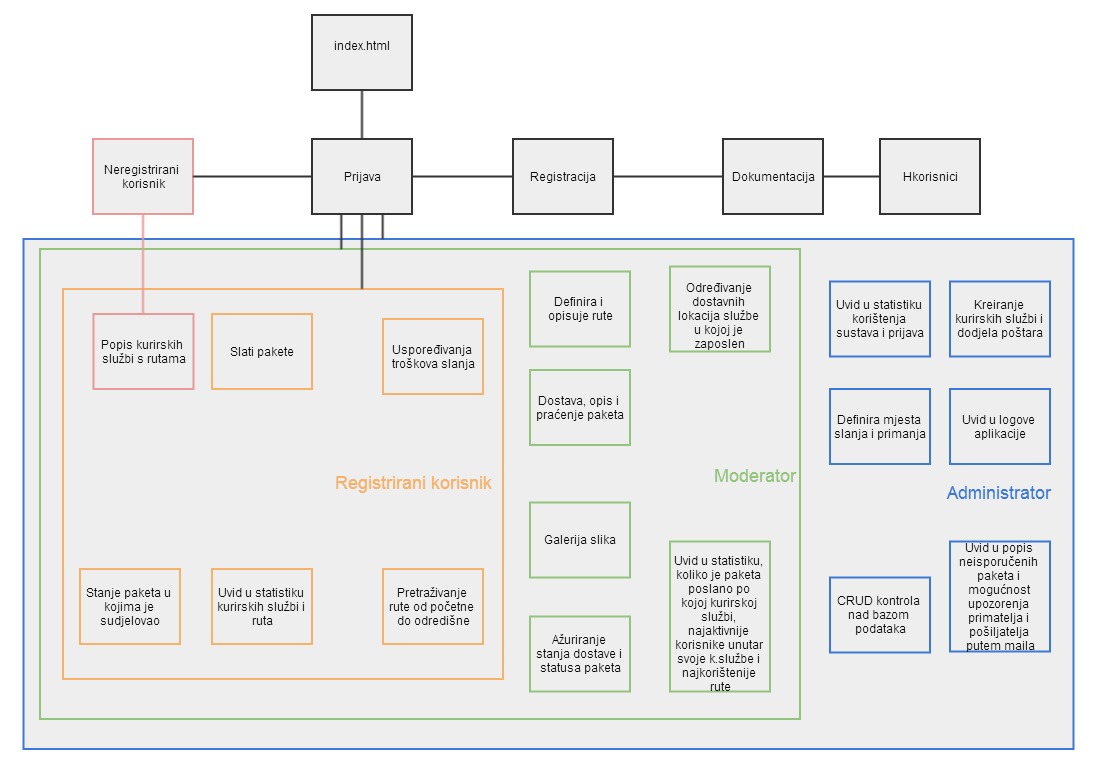 index.html
Neregistrirani
korisnik
Prijava
Registracija
Dokumentacija
Hkorisnici
Popis kurirskih
službi s rutama
Slati pakete
Uspoređivanja
troškova slanja
Registrirani korisnik
Stanje paketa u
kojima je
sudjelovao
Uvid u statistiku
kurirskih službi i
ruta
Pretraživanje
rute od početne
do odredišne
Definira i
opisuje rute
Određivanje
dostavnih
lokacija službe
u kojoj je
zaposlen
Dostava, opis i
praćenje paketa
Moderator
Galerija slika
Ažuriranje
stanja dostave i
statusa paketa
Uvid u statistiku,
koliko je paketa
poslano po
kojoj kurirskoj
službi,
najaktivnije
korisnike unutar
svoje k.službe i
najkorištenije
rute
Uvid u statistiku
korištenja
sustava i prijava
Kreiranje
kurirskih službi i
dodjela poštara
Definira mjesta
slanja i primanja
Uvid u logove
aplikacije
Administrator
CRUD kontrola
nad bazom
podataka
Uvid u popis
neisporučenih
paketa i
mogućnost
upozorenja
primatelja i
pošiljatelja
putem maila